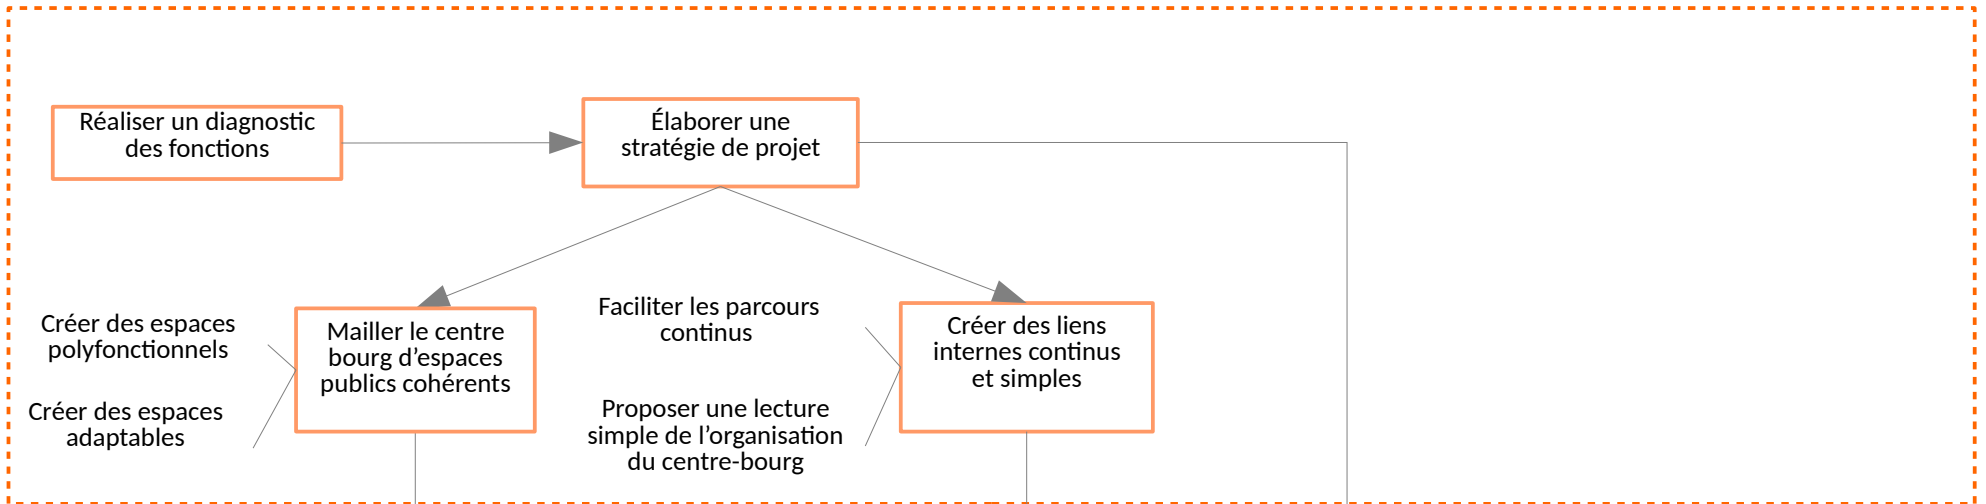 Réaliser un diagnostic
des fonctions
Élaborer une
stratégie de projet
Créer des espaces
polyfonctionnels
Créer des espaces
adaptables
Mailler le centre
bourg d’espaces
publics cohérents
Faciliter les parcours
continus
Proposer une lecture
simple de l’organisation
du centre-bourg
Créer des liens
internes continus
et simples